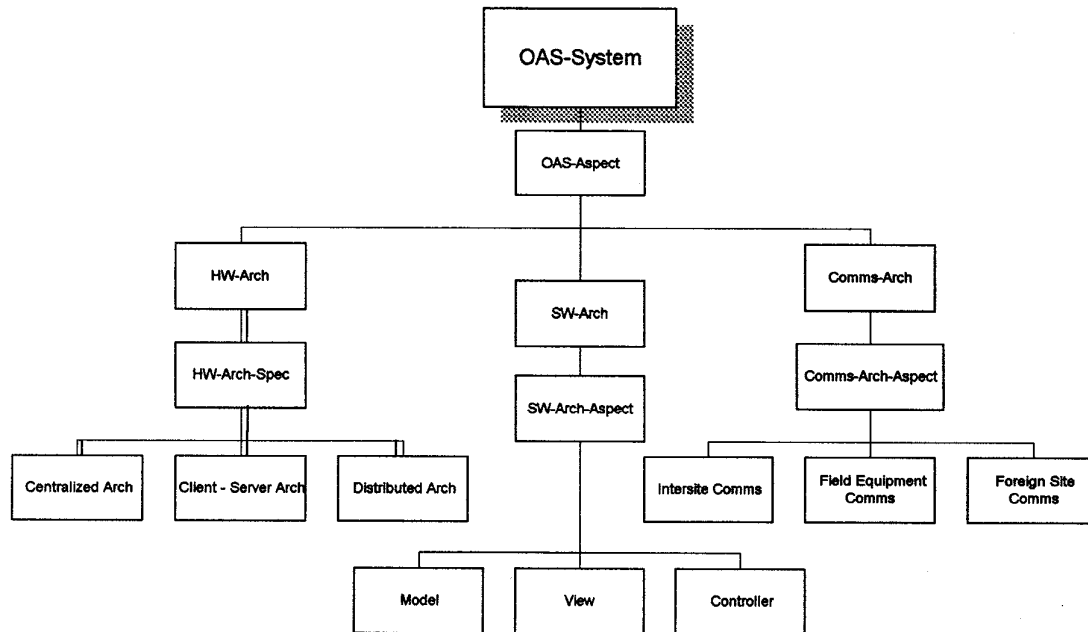 OAS-System
OAS-Aspect
HW-Arch
SW-Arch
Comms-Arch
HW-Arch-Spec
SW-Arch-Aspect
Comms-Arch-Aspect
Centralized Arch
Client - Server Arch
Distributed Arch
Intersite Comms
Field Equipment
Comms
Foreign Site
Comms
Model
View
Controller